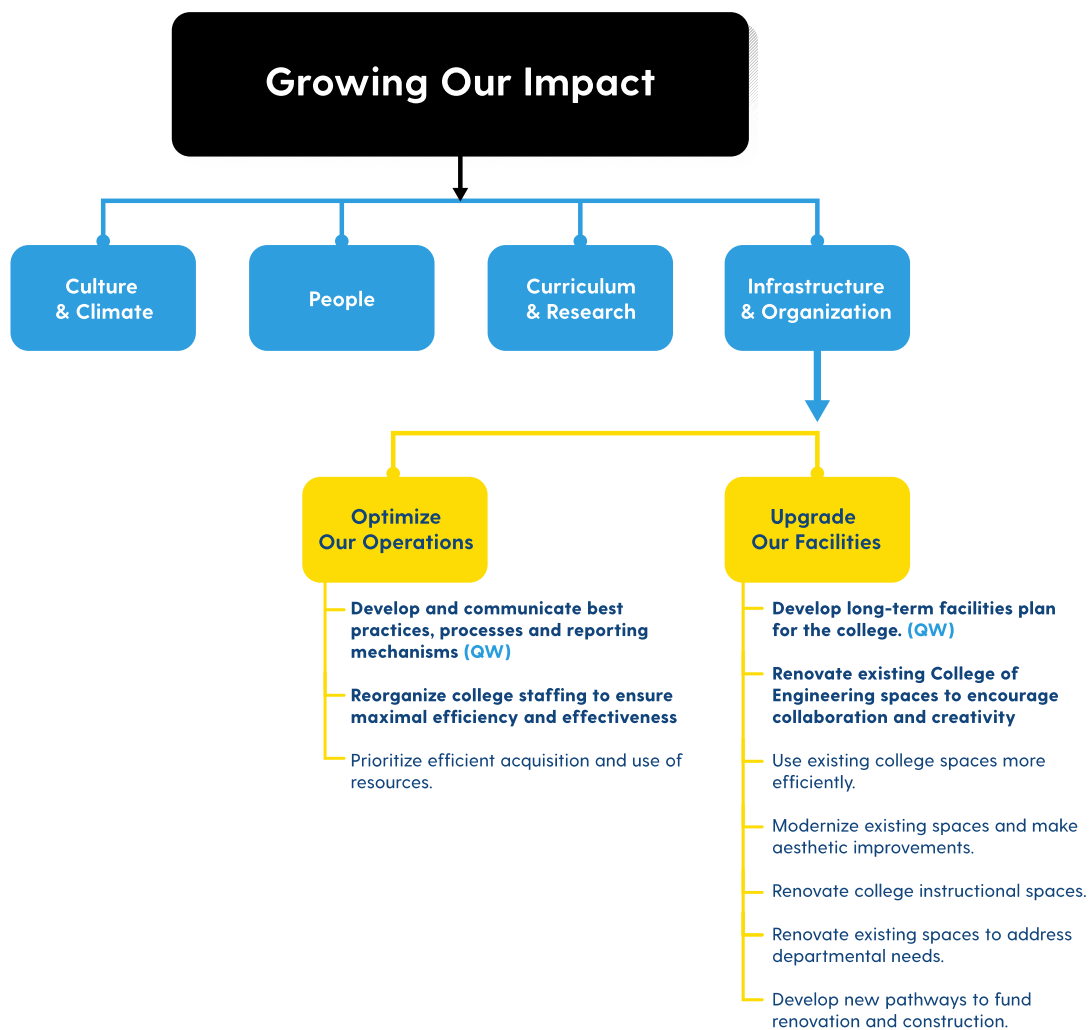 Growing Our Impact
Culture
& Climate
People
Curriculum
& Research
Infrastructure
& Organization
Optimize
Our Operations
Develop and communicate best
practices, processes and reporting
mechanisms (QW)
Reorganize college staffing to ensure
maximal efficiency and effectiveness
Prioritize efficient acquisition and use of
resources.
Upgrade
Our Facilities
Develop long-term facilities plan
for the college. (QW)
Renovate existing College of
Engineering spaces to encourage
collaboration and creativity
Use existing college spaces more
efficiently.
Modernize existing spaces and make
aesthetic improvements.
Renovate college instructional spaces.
Renovate existing spaces to address
departmental needs.
Develop new pathways to fund
renovation and construction.